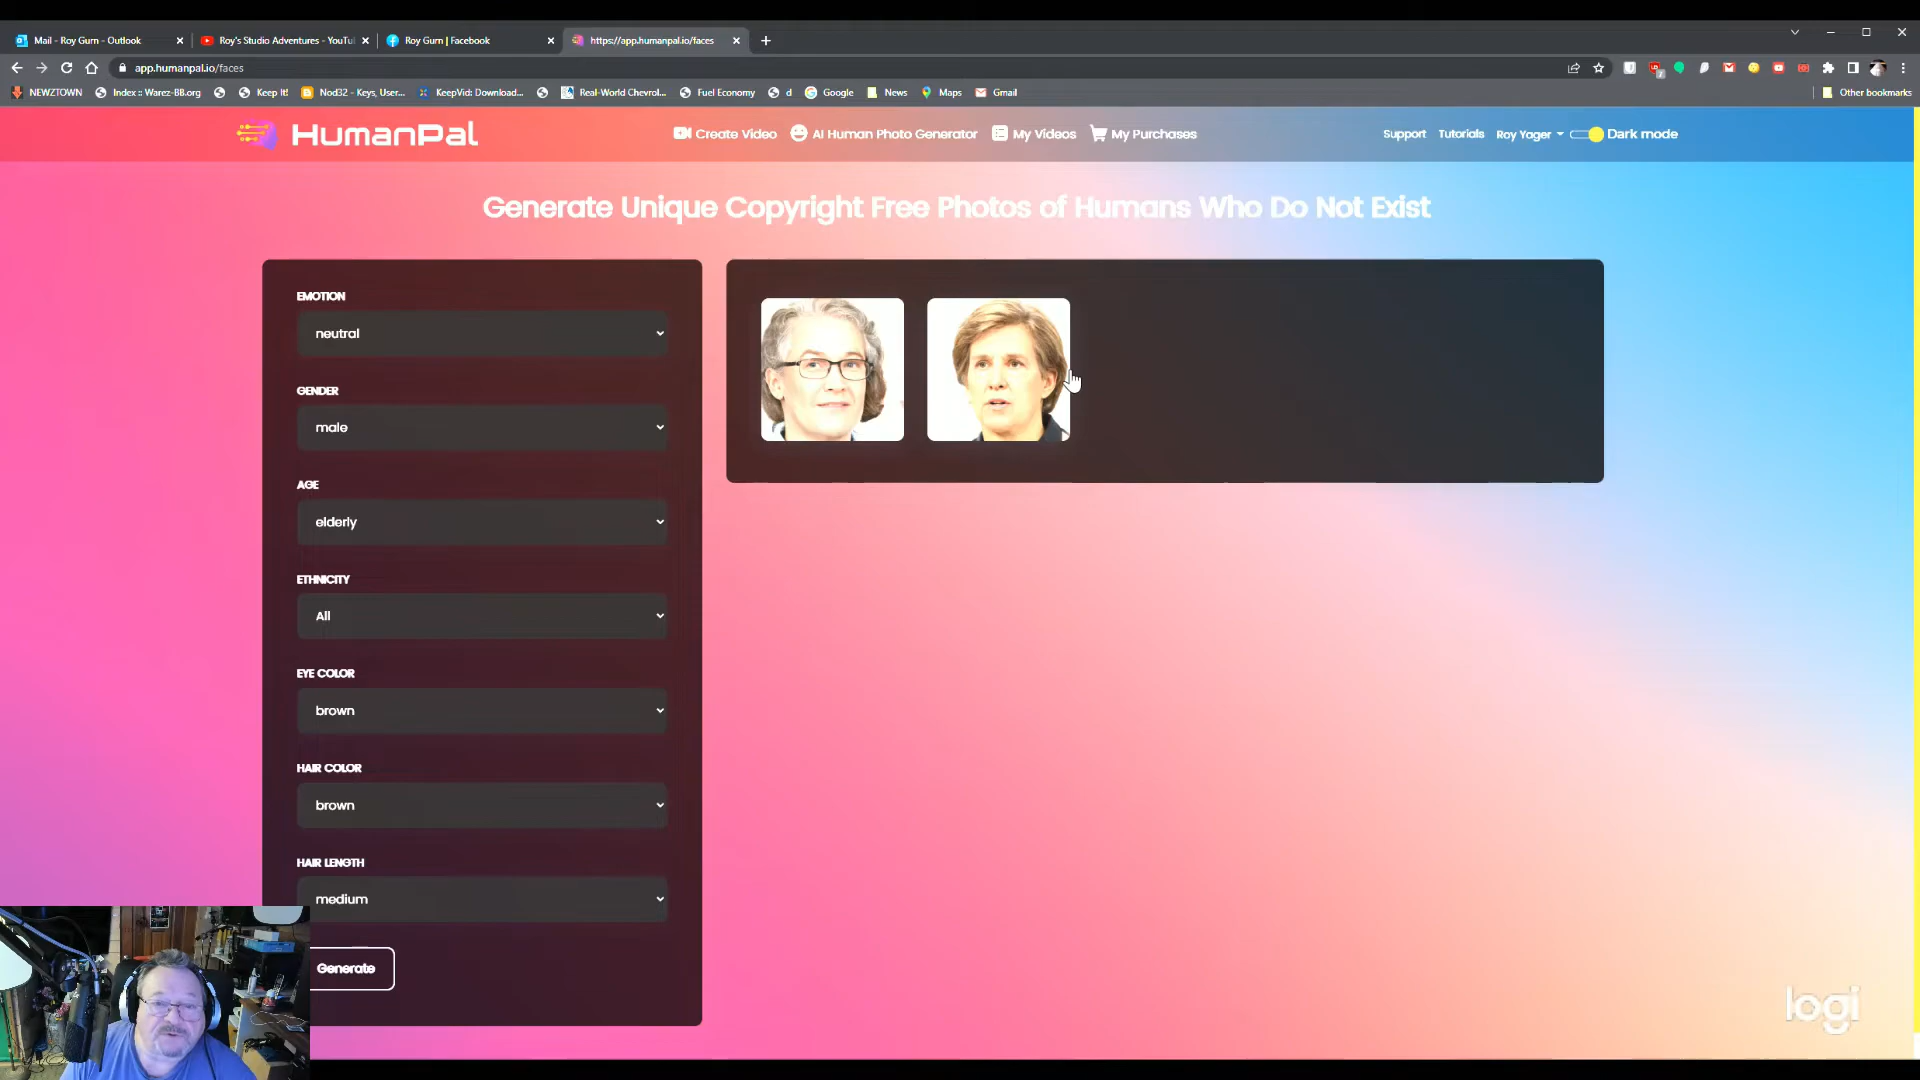 Mail - Roy Gurn - Outlook
Roy's Studio Adventures - YouTu
Roy Gurn | Facebook
https://app.humanpal.io/faces
app.humanpal.io/faces
NEWZTOWN
Index :: Warez-BB.org
Keep It!
Nod32 - Keys, User...
KeepVid: Download...
Real-World Chevrol...
Fuel Economy
d
Google
News
Maps
Gmail
Other bookmarks
HumanPal
Create Video
AI Human Photo Generator
My Videos
My Purchases
Support
Tutorials
Roy Yager
Dark mode
Generate Unique Copyright Free Photos of Humans Who Do Not Exist
EMOTION
neutral
GENDER
male
AGE
elderly
ETHNICITY
All
EYE COLOR
brown
HAIR COLOR
brown
HAIR LENGTH
medium
Generate
logi